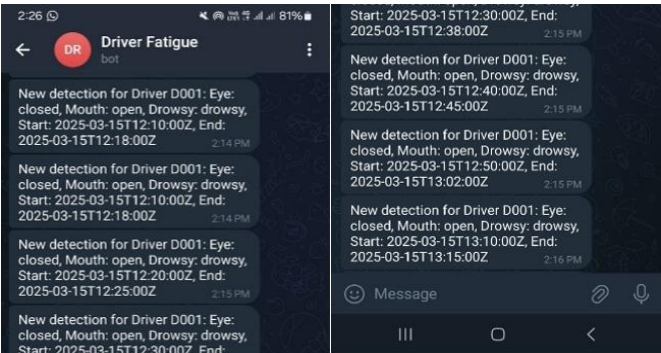 2:26
81%
DR
Driver Fatigue
bot
New detection for Driver D001: Eye:
closed, Mouth: open, Drowsy: drowsy,
Start: 2025-03-15T12:10:00Z, End:
2025-03-15T12:18:00Z 2:14 PM
New detection for Driver D001: Eye:
closed, Mouth: open, Drowsy: drowsy,
Start: 2025-03-15T12:10:00Z, End:
2025-03-15T12:18:00Z 2:14 PM
New detection for Driver D001: Eye:
closed, Mouth: open, Drowsy: drowsy,
Start: 2025-03-15T12:20:00Z, End:
2025-03-15T12:25:00Z 2:15 PM
New detection for Driver D001: Eye:
closed, Mouth: open, Drowsy: drowsy,
Start: 2025-03-15T12:30:00Z, End:
Start: 2025-03-15T12:30:00Z, End:
2025-03-15T12:38:00Z 2:15 PM
New detection for Driver D001: Eye:
closed, Mouth: open, Drowsy: drowsy,
Start: 2025-03-15T12:40:00Z, End:
2025-03-15T12:45:00Z 2:15 PM
New detection for Driver D001: Eye:
closed, Mouth: open, Drowsy: drowsy,
Start: 2025-03-15T12:50:00Z, End:
2025-03-15T13:02:00Z 2:15 PM
New detection for Driver D001: Eye:
closed, Mouth: open, Drowsy: drowsy,
Start: 2025-03-15T13:10:00Z, End:
2025-03-15T13:15:00Z 2:16 PM
Message